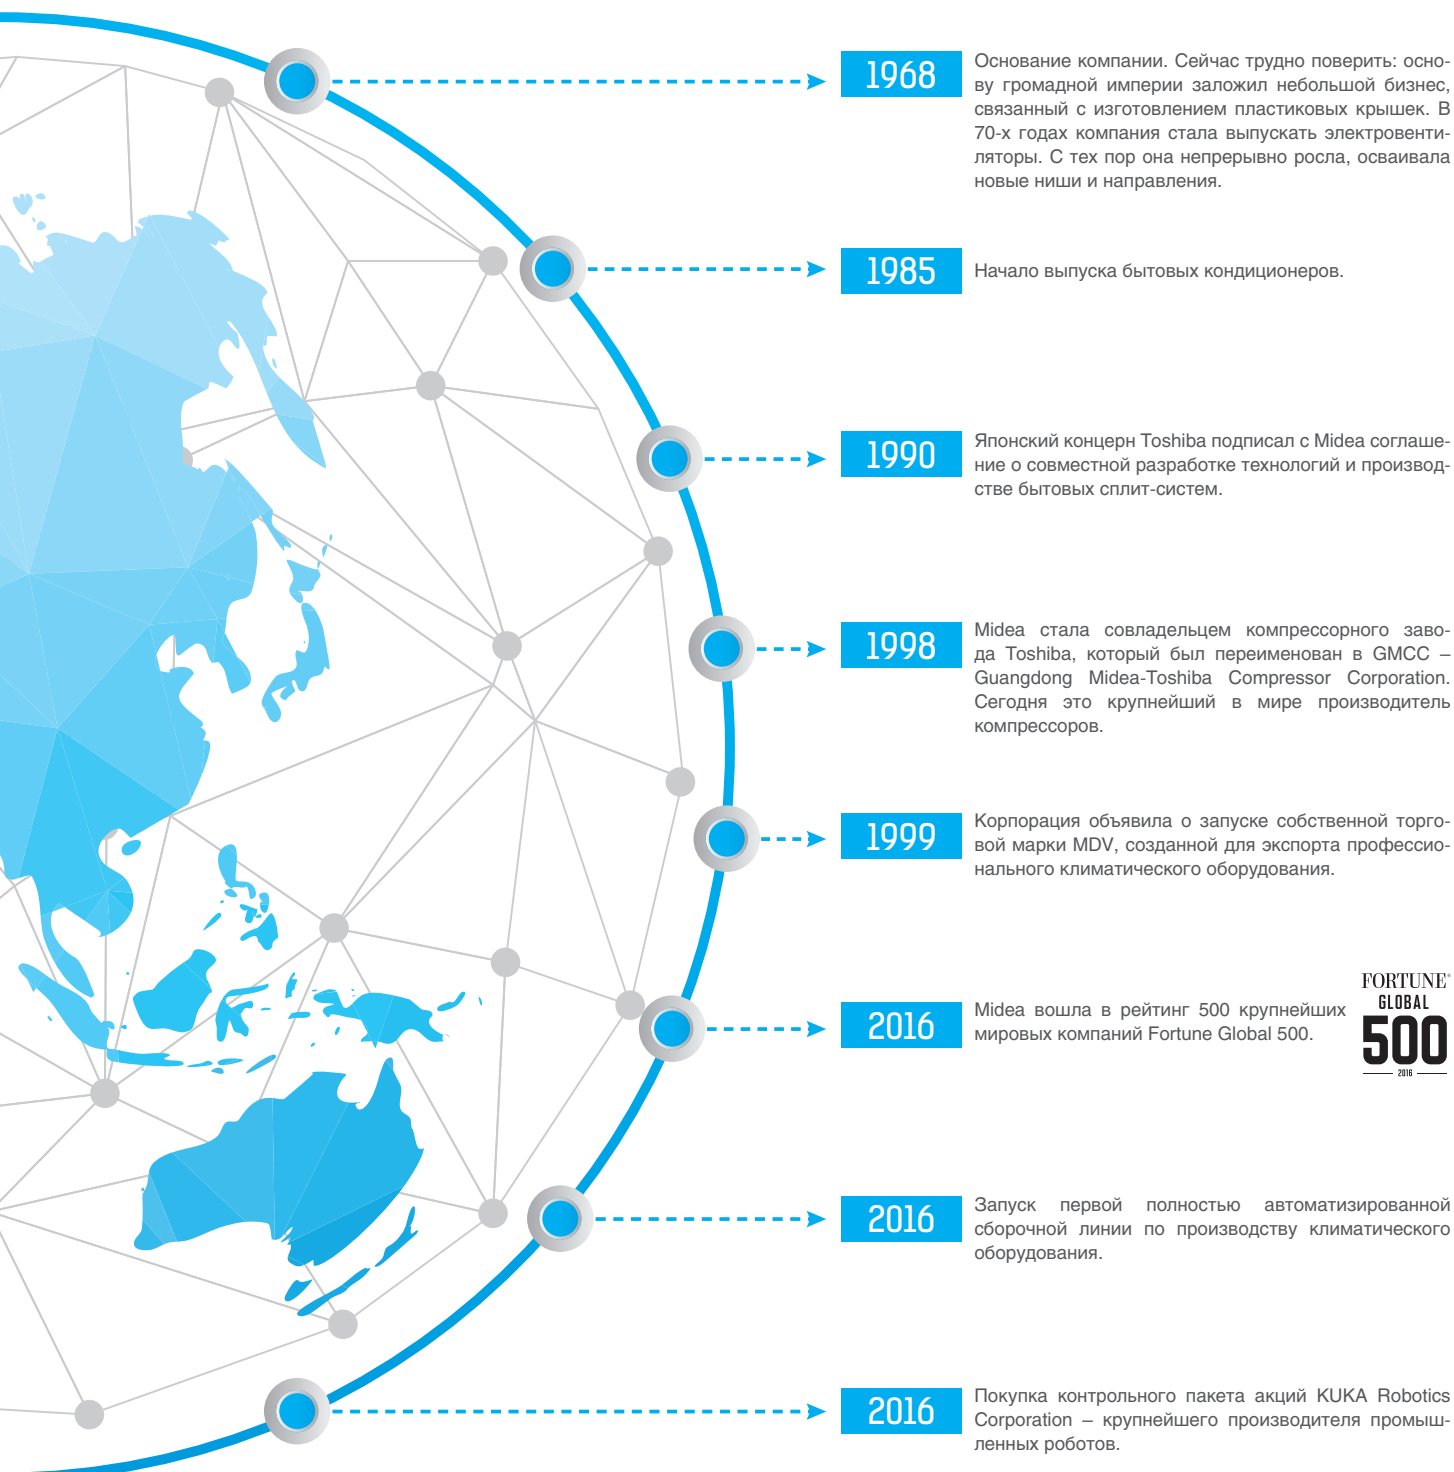 1968
Основание компании. Сейчас трудно поверить: осно-
ву громадной империи заложил небольшой бизнес,
связанный с изготовлением пластиковых крышек. В
70-х годах компания стала выпускать электровенти-
ляторы. С тех пор она непрерывно росла, осваивала
новые ниши и направления.
1985
Начало выпуска бытовых кондиционеров.
1990
Японский концерн Toshiba подписал с Midea соглаше-
ние о совместной разработке технологий и производ-
стве бытовых сплит-систем.
1998
Midea стала совладельцем компрессорного заво-
да Toshiba, который был переименован в GMCC –
Guangdong Midea-Toshiba Compressor Corporation.
Сегодня это крупнейший в мире производитель
компрессоров.
1999
Корпорация объявила о запуске собственной торго-
вой марки MDV, созданной для экспорта профессио-
нального климатического оборудования.
2016
Midea вошла в рейтинг 500 крупнейших
мировых компаний Fortune Global 500.
FORTUNE®
GLOBAL
500
2016
2016
Запуск первой полностью автоматизированной
сборочной линии по производству климатического
оборудования.
2016
Покупка контрольного пакета акций KUKA Robotics
Corporation – крупнейшего производителя промыш-
ленных роботов.